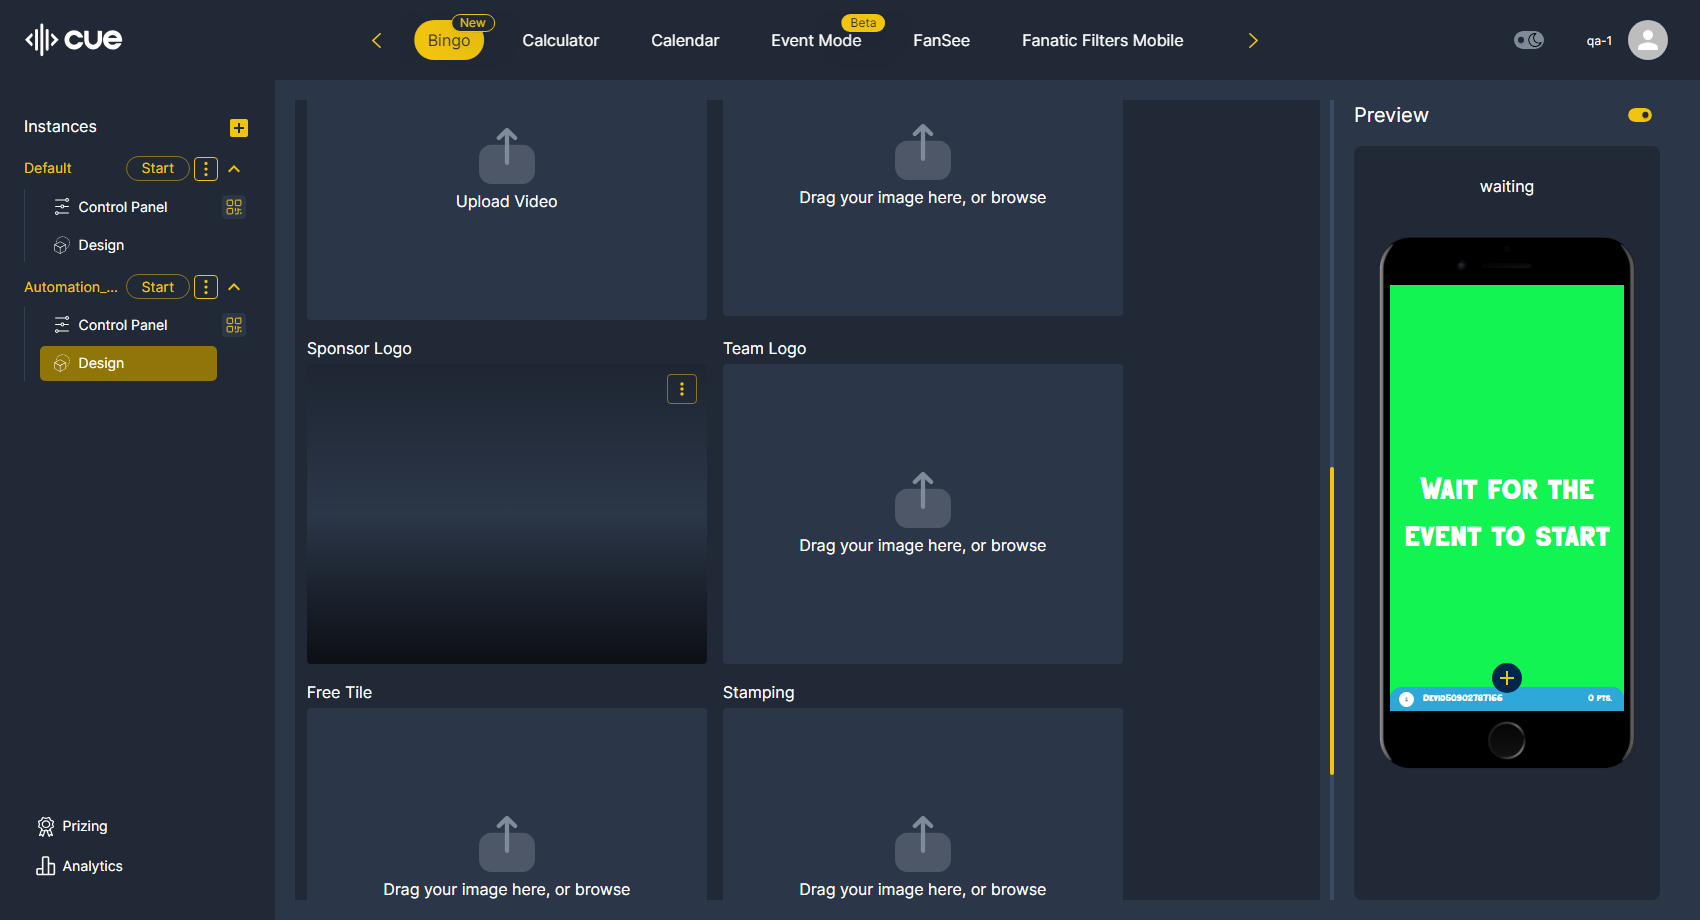 cue
Bingo
New
Calculator
Calendar
Event Mode
Beta
FanSee
Fanatic Filters Mobile
qa-1
Instances
Default
Start
Control Panel
Design
Automation_...
Start
Control Panel
Design
Prizing
Analytics
Upload Video
Drag your image here, or browse
Sponsor Logo
Team Logo
Drag your image here, or browse
Free Tile
Stamping
Drag your image here, or browse
Drag your image here, or browse
Preview
waiting
Wait for the
event to start
Devid50902787166
0 pts.